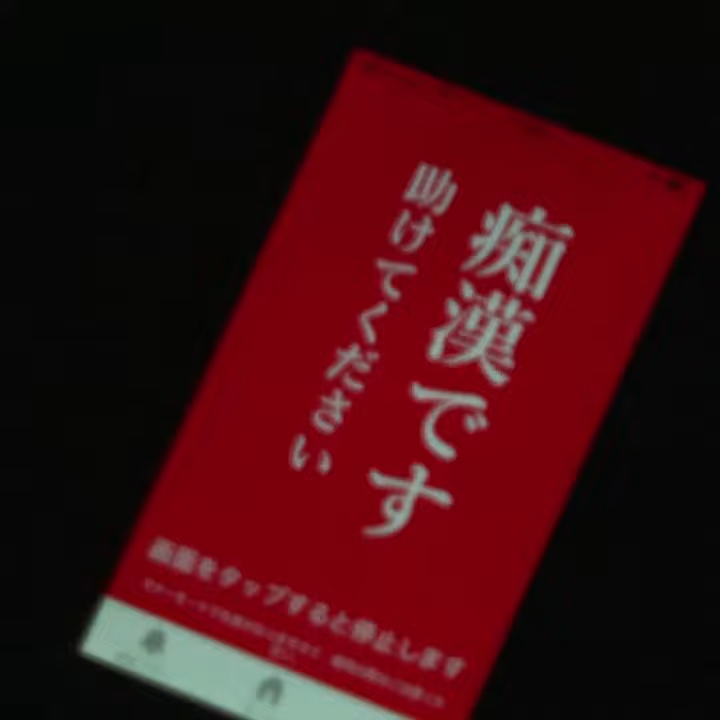 痴漢です
助けてください
画面をタップすると停止します